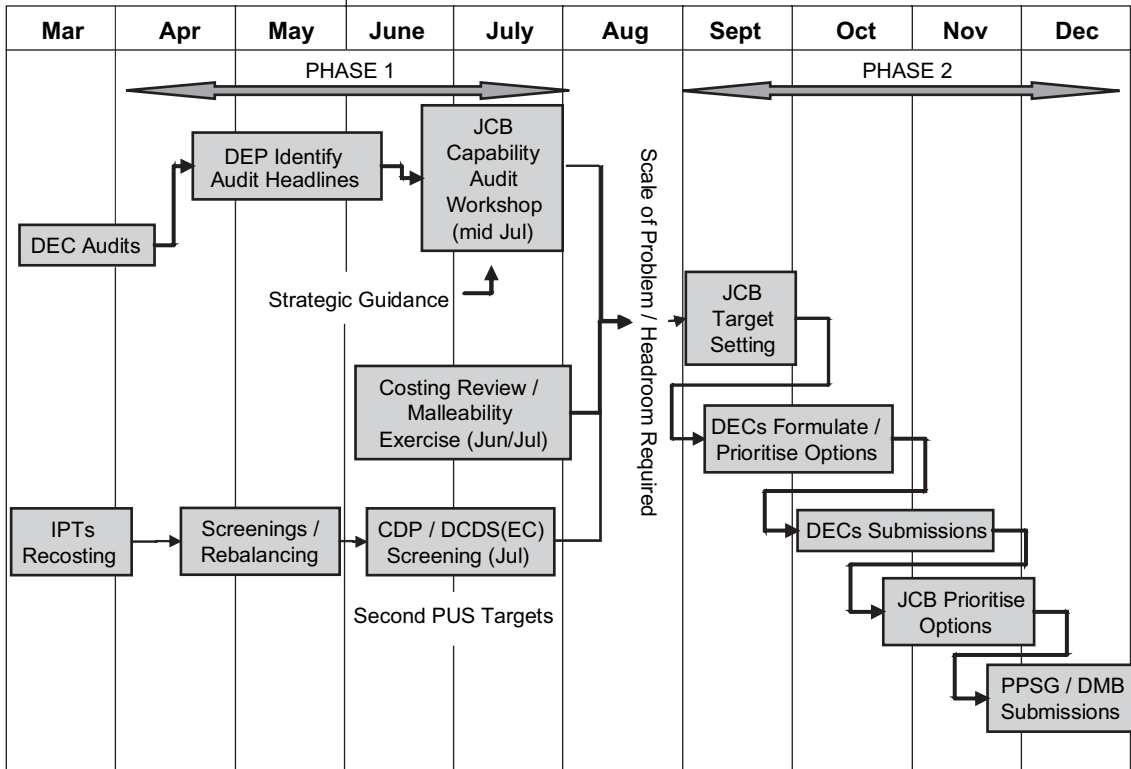 Mar Apr May June July Aug Sept Oct Nov Dec
PHASE 1
PHASE 2
DEC Audits
DEP Identify
Audit Headlines
JCB
Capability
Audit
Workshop
(mid Jul)
Strategic Guidance
Costing Review /
Malleability
Exercise (Jun/Jul)
IPTs
Recosting
Screenings /
Rebalancing
CDP / DCDS(EC)
Screening (Jul)
Second PUS Targets
Scale of Problem / Headroom Required
JCB
Target
Setting
DECs Formulate /
Prioritise Options
DECs Submissions
JCB Prioritise
Options
PPSG / DMB
Submissions